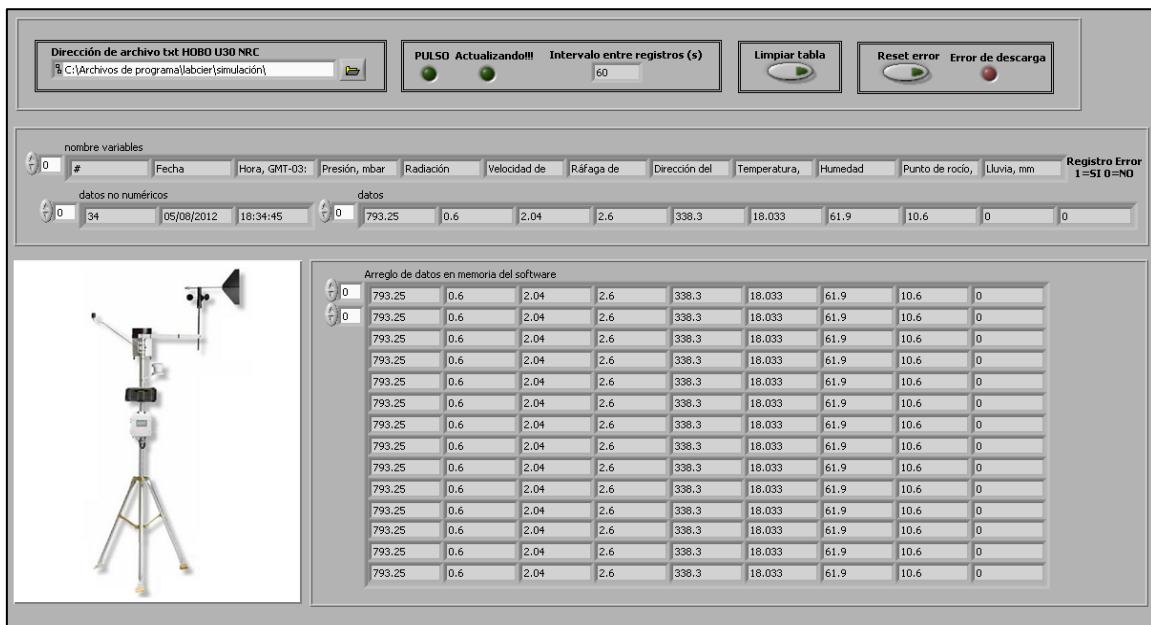 Dirección de archivo txt HOBO U30 NRC
C:\Archivos de programa\labcier\simulación\
PULSO Actualizando!!! Intervalo entre registros (s)
60
Limpiar tabla
Reset error Error de descarga
nombre variables
0 # Fecha Hora, GMT-03: Presión, mbar Radiación Velocidad de Ráfaga de Dirección del Temperatura, Humedad Punto de rocío, Lluvia, mm Registro Error
1=SI 0=NO
datos no numéricos datos
0 34 05/08/2012 18:34:45 0 793.25 0.6 2.04 2.6 338.3 18.033 61.9 10.6 0 0
Arreglo de datos en memoria del software
0 793.25 0.6 2.04 2.6 338.3 18.033 61.9 10.6 0
0 793.25 0.6 2.04 2.6 338.3 18.033 61.9 10.6 0
793.25 0.6 2.04 2.6 338.3 18.033 61.9 10.6 0
793.25 0.6 2.04 2.6 338.3 18.033 61.9 10.6 0
793.25 0.6 2.04 2.6 338.3 18.033 61.9 10.6 0
793.25 0.6 2.04 2.6 338.3 18.033 61.9 10.6 0
793.25 0.6 2.04 2.6 338.3 18.033 61.9 10.6 0
793.25 0.6 2.04 2.6 338.3 18.033 61.9 10.6 0
793.25 0.6 2.04 2.6 338.3 18.033 61.9 10.6 0
793.25 0.6 2.04 2.6 338.3 18.033 61.9 10.6 0
793.25 0.6 2.04 2.6 338.3 18.033 61.9 10.6 0
793.25 0.6 2.04 2.6 338.3 18.033 61.9 10.6 0
793.25 0.6 2.04 2.6 338.3 18.033 61.9 10.6 0
793.25 0.6 2.04 2.6 338.3 18.033 61.9 10.6 0